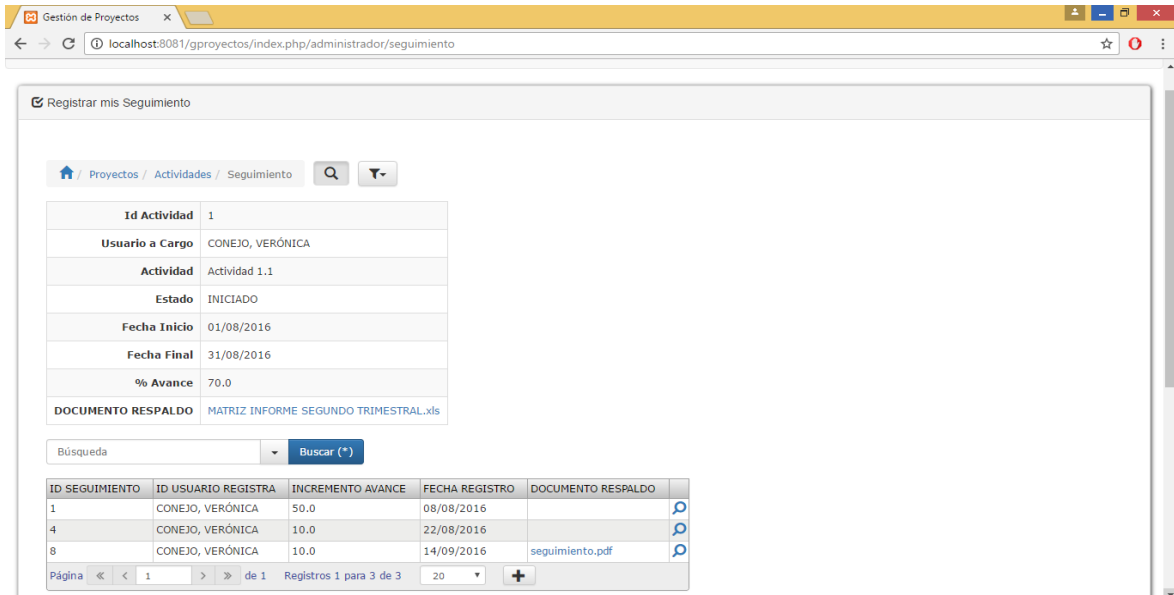 Gestión de Proyectos
localhost:8081/gproyectos/index.php/administrador/seguimiento
Registrar mis Seguimiento
/ Proyectos / Actividades / Seguimiento
Id Actividad 1
Usuario a Cargo CONEJO, VERÓNICA
Actividad Actividad 1.1
Estado INICIADO
Fecha Inicio 01/08/2016
Fecha Final 31/08/2016
% Avance 70.0
DOCUMENTO RESPALDO MATRIZ INFORME SEGUNDO TRIMESTRAL.xls
Búsqueda Buscar (*)
ID SEGUIMIENTO ID USUARIO REGISTRA INCREMENTO AVANCE FECHA REGISTRO DOCUMENTO RESPALDO
1 CONEJO, VERÓNICA 50.0 08/08/2016
4 CONEJO, VERÓNICA 10.0 22/08/2016
8 CONEJO, VERÓNICA 10.0 14/09/2016 seguimiento.pdf
Página 1 de 1 Registros 1 para 3 de 3 20